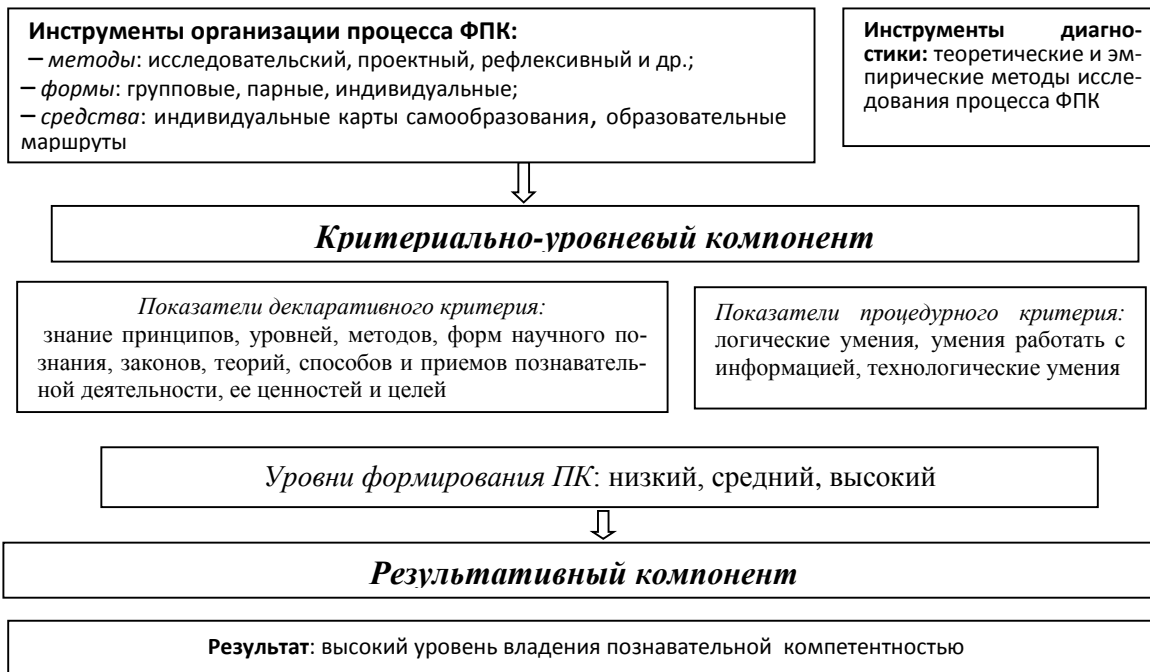 Инструменты организации процесса ФПК:
– методы: исследовательский, проектный, рефлексивный и др.;
– формы: групповые, парные, индивидуальные;
– средства: индивидуальные карты самообразования, образовательные
маршруты
Инструменты диагно-
стики: теоретические и эм-
пирические методы иссле-
дования процесса ФПК
Критериально-уровневый компонент
Показатели декларативного критерия:
знание принципов, уровней, методов, форм научного по-
знания, законов, теорий, способов и приемов познаватель-
ной деятельности, ее ценностей и целей
Показатели процедурного критерия:
логические умения, умения работать с
информацией, технологические умения
Уровни формирования ПК: низкий, средний, высокий
Результативный компонент
Результат: высокий уровень владения познавательной компетентностью